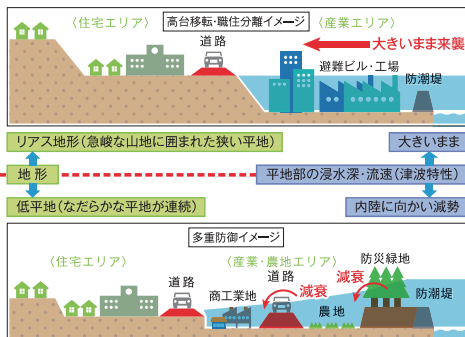 高台移転・職住分離イメージ
〈住宅エリア〉
〈産業エリア〉
道路
大きいまま来襲
避難ビル・工場
防潮堤
リアス地形（急峻な山地に囲まれた狭い平地）
大きいまま
地形
平地部の浸水深・流速（津波特性）
低平地（なだらかな平地が連続）
内陸に向かい減勢
多重防御イメージ
〈住宅エリア〉
〈産業・農地エリア〉
防災緑地
道路
道路
減衰
減衰
防潮堤
商工業地
農地